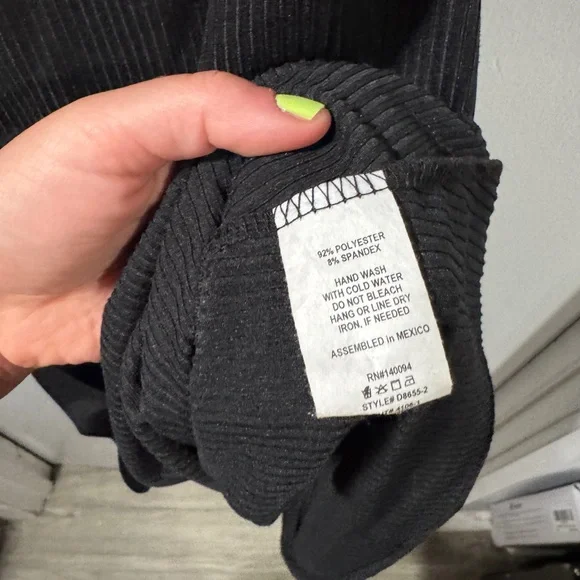 92% POLYESTER
8% SPANDEX
HAND WASH
WITH COLD WATER
DO NOT BLEACH
HANG OR LINE DRY
IRON, IF NEEDED
ASSEMBLED in MEXICO
RN#140094
STYLE# D8655-2